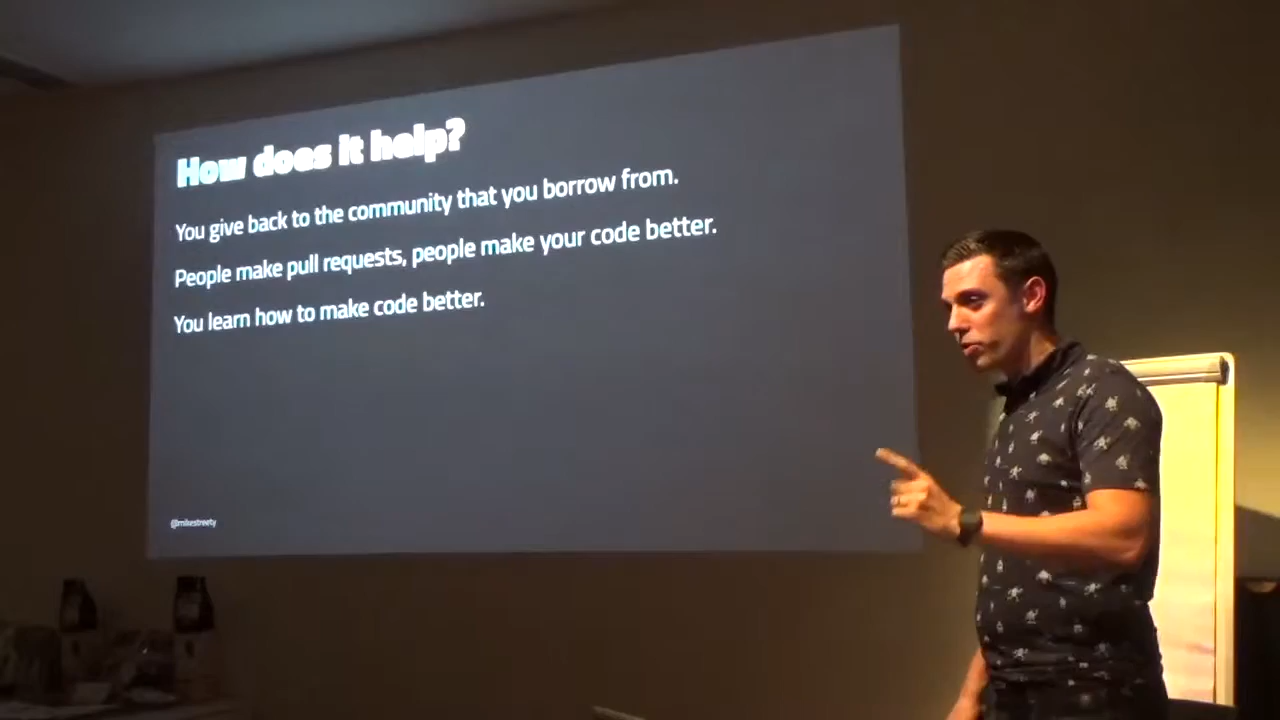 How does it help?
You give back to the community that you borrow from.
People make pull requests, people make your code better.
You learn how to make code better.
@mikestreety